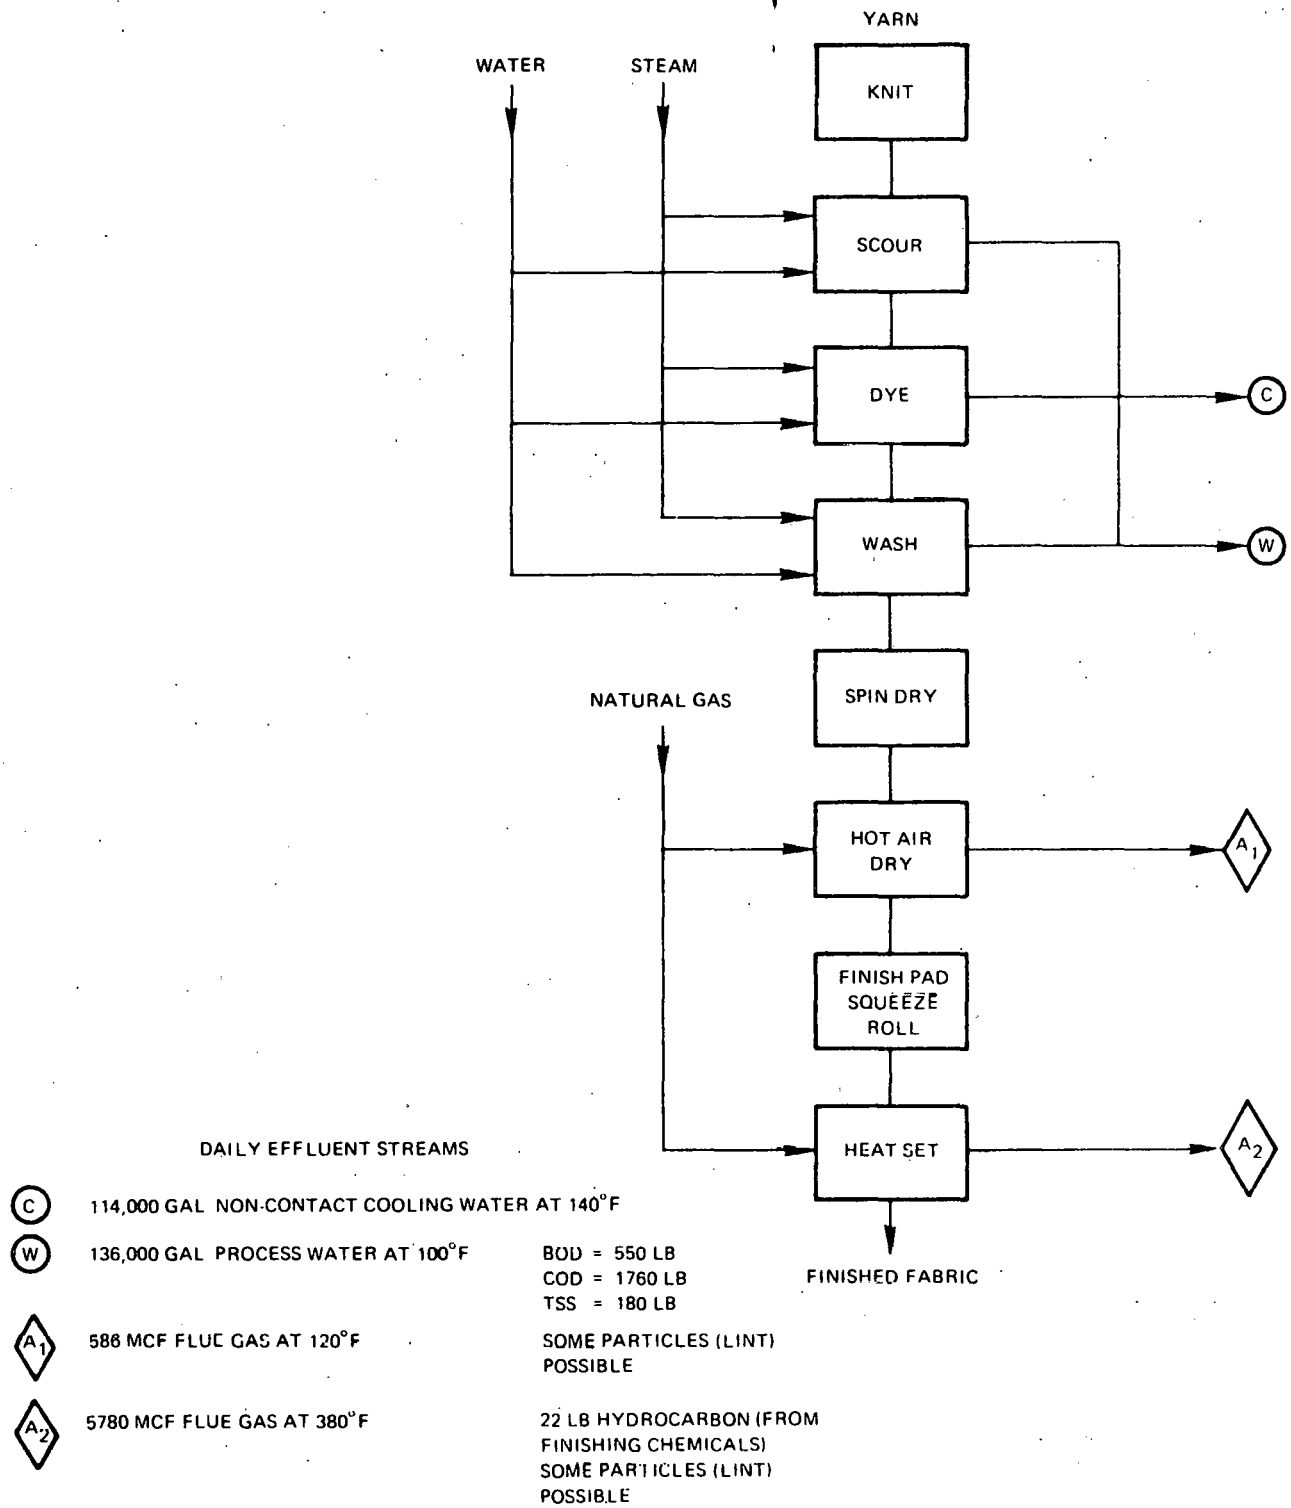 YARN
WATER
STEAM
KNIT
SCOUR
DYE
C
WASH
W
SPIN DRY
NATURAL GAS
HOT AIR
DRY
A1
FINISH PAD
SQUEEZE
ROLL
HEAT SET
A2
FINISHED FABRIC
DAILY EFFLUENT STREAMS
C 114,000 GAL NON-CONTACT COOLING WATER AT 140°F
W 136,000 GAL PROCESS WATER AT 100°F BOD = 550 LB
COD = 1760 LB
TSS = 180 LB
A1 586 MCF FLUE GAS AT 120°F SOME PARTICLES (LINT)
POSSIBLE
A2 5780 MCF FLUE GAS AT 380°F 22 LB HYDROCARBON (FROM
FINISHING CHEMICALS)
SOME PARTICLES (LINT)
POSSIBLE